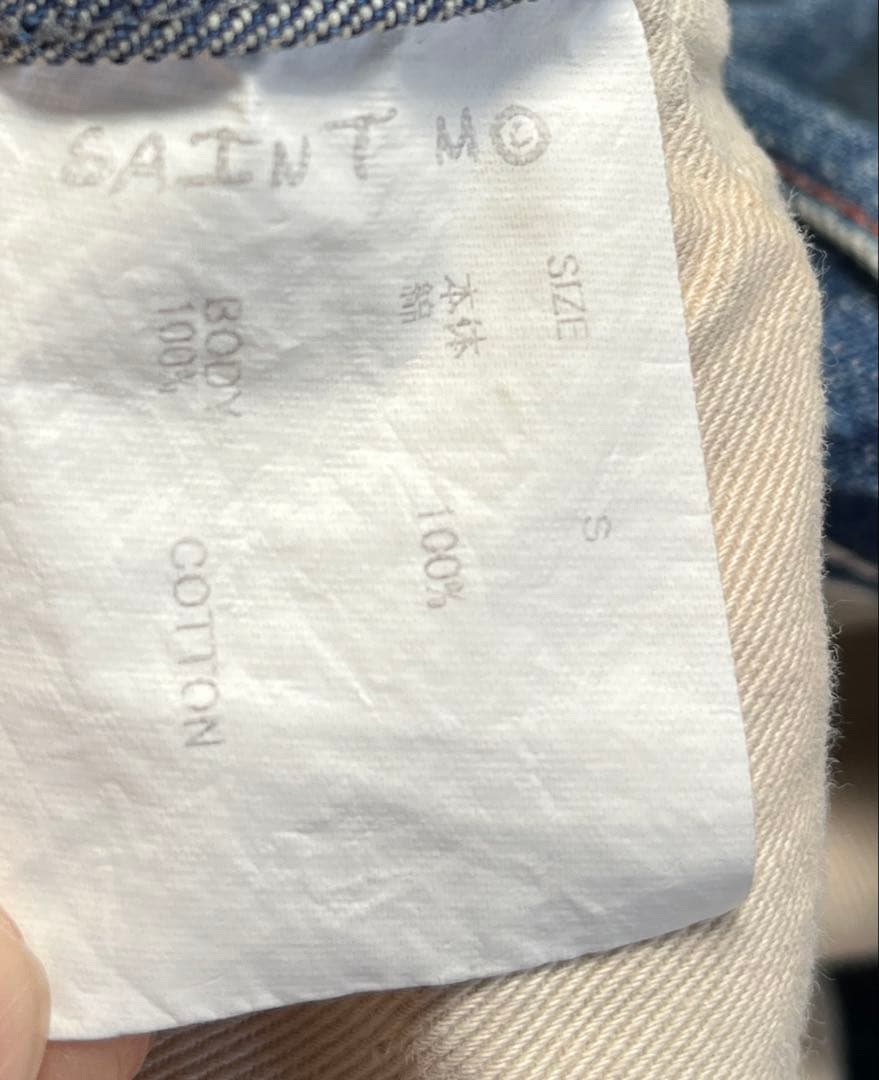 SAINT M
SIZE S
本体
綿 100%
BODY
100% COTTON